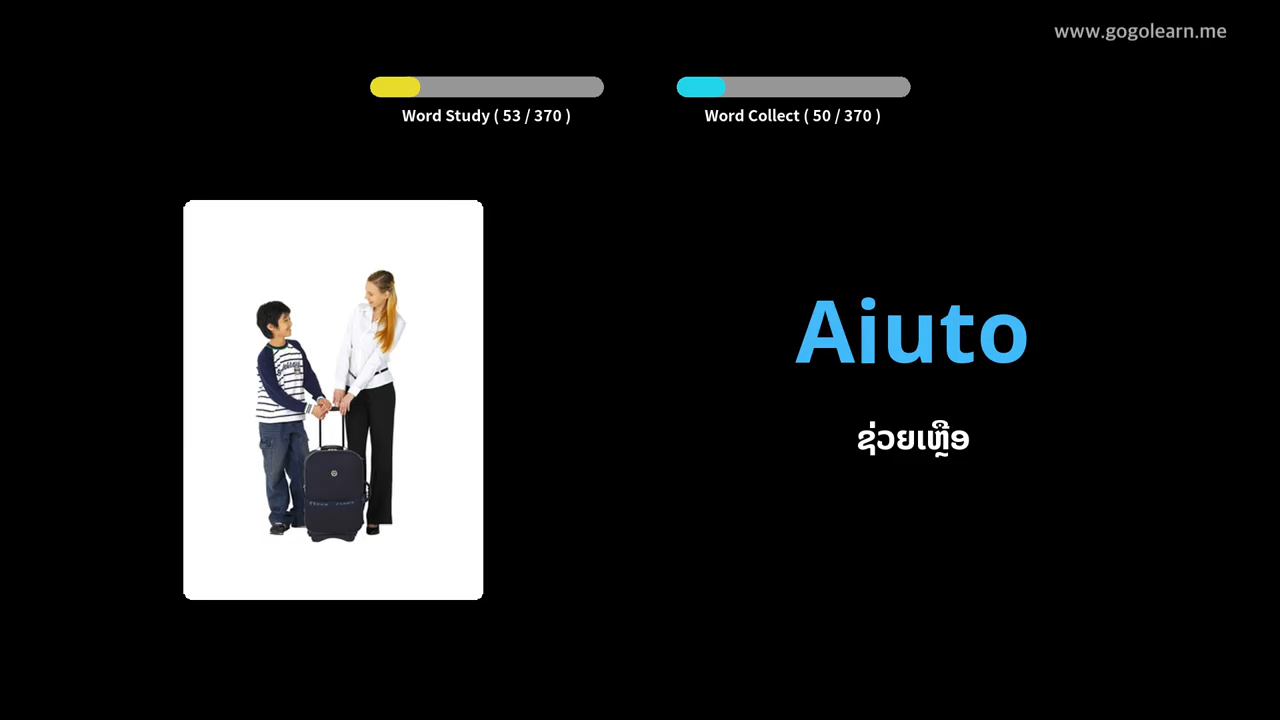 www.gogolearn.me
Word Study ( 53 / 370 )
Word Collect ( 50 / 370 )
Aiuto
ຊ່ວຍເຫຼືອ